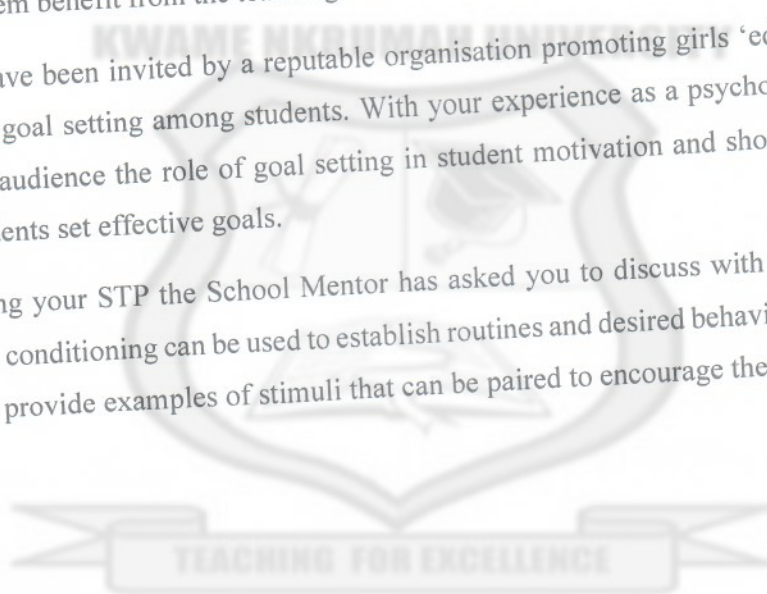 benefit from the
KWAME NKRUMAH UNIVERSITY
ave been invited by a reputable organisation promoting girls ‘ec
goal setting among students. With your experience as a psycho
audience the role of goal setting in student motivation and sho
ents set effective goals.
ng your STP the School Mentor has asked you to discuss with
conditioning can be used to establish routines and desired behavi
provide examples of stimuli that can be paired to encourage the
TEACHING FOR EXCELLENCE